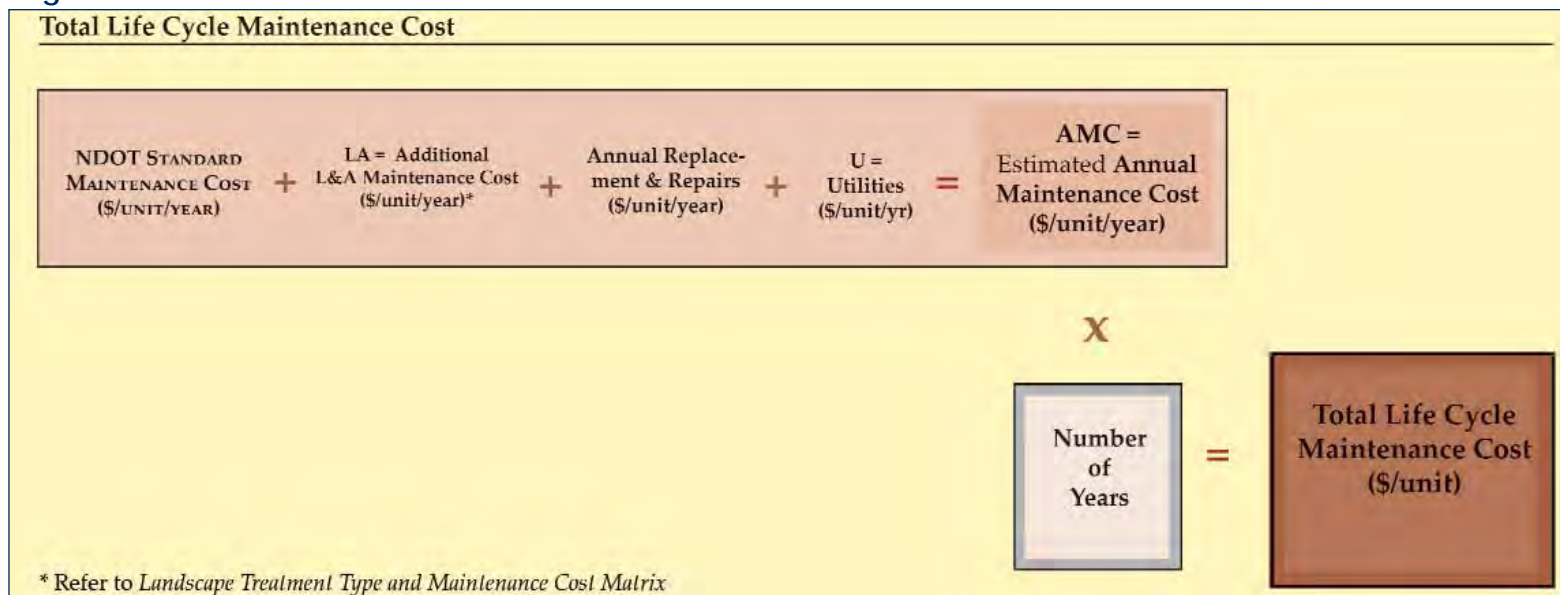 Total Life Cycle Maintenance Cost
NDOT STANDARD
MAINTENANCE COST
($/UNIT/YEAR)
+
LA = Additional
L&A Maintenance Cost
($/unit/year)*
+
Annual Replace-
ment & Repairs
($/unit/year)
+
U =
Utilities
($/unit/yr)
=
AMC =
Estimated Annual
Maintenance Cost
($/unit/year)
x
Number
of
Years
=
Total Life Cycle
Maintenance Cost
($/unit)
* Refer to Landscape Treatment Type and Maintenance Cost Matrix